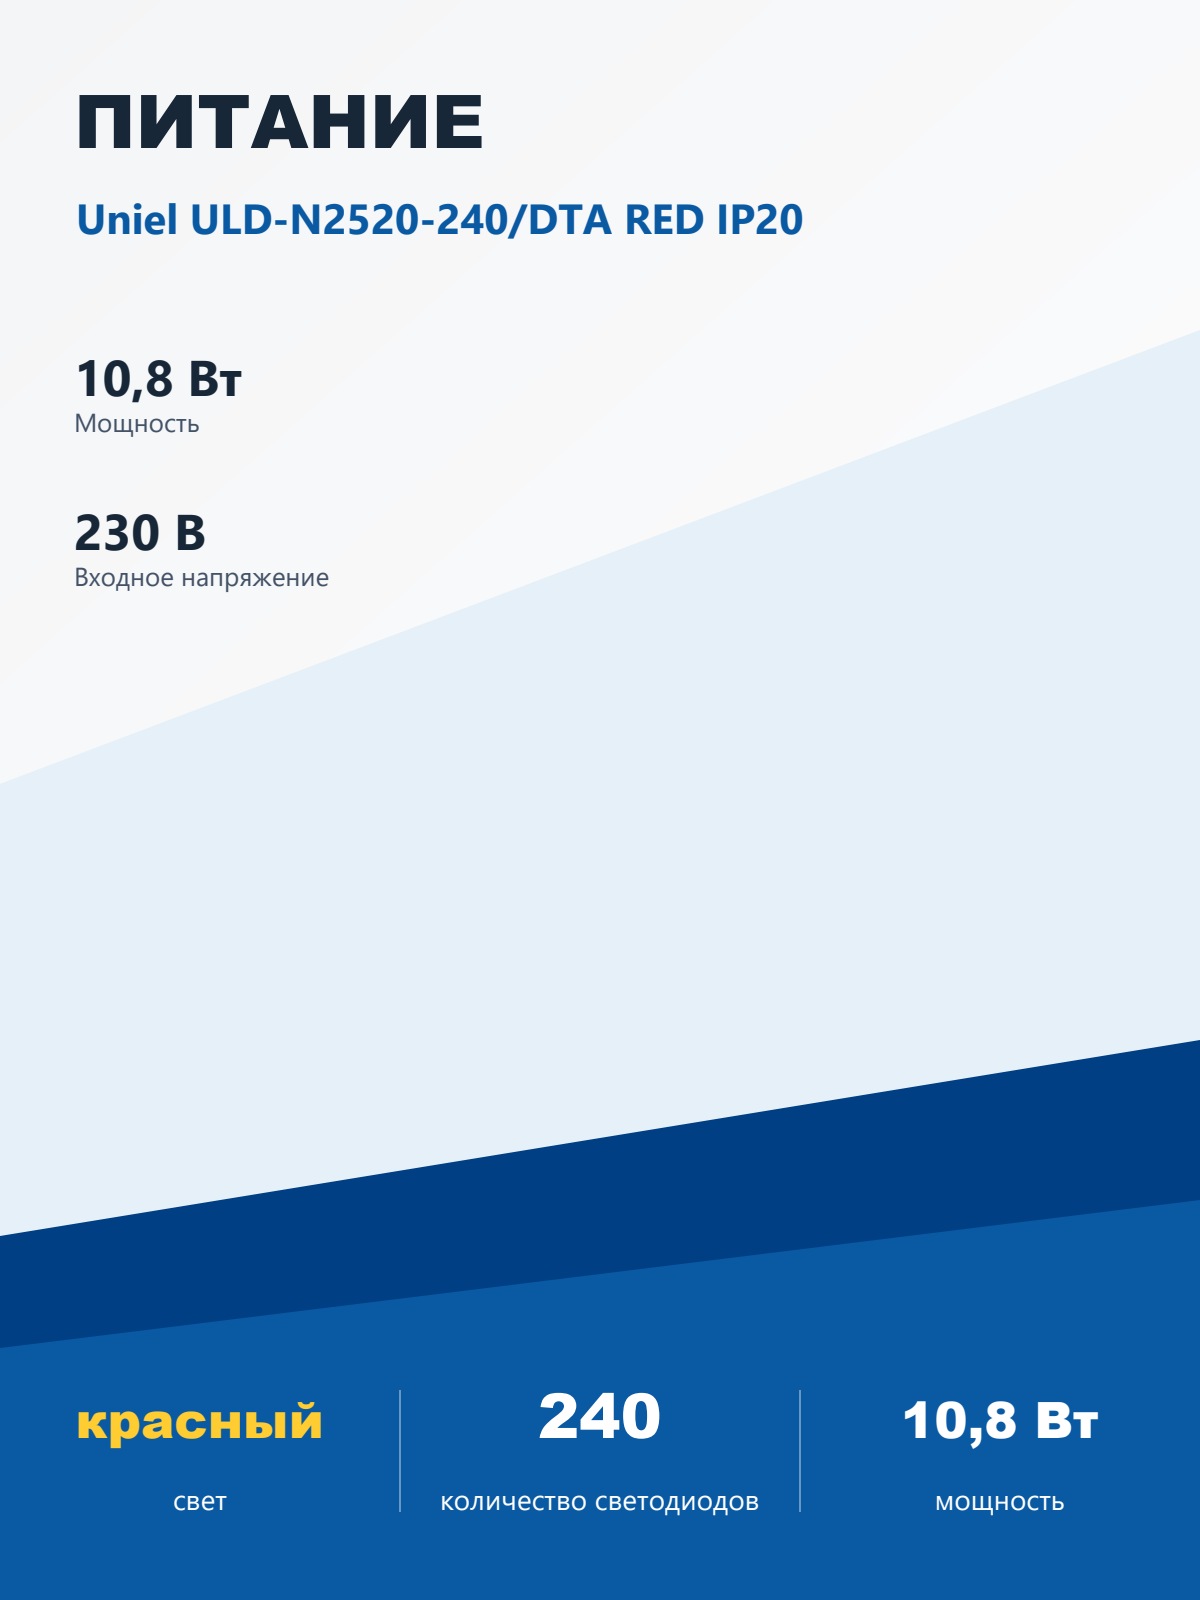 ПИТАНИЕ
Uniel ULD-N2520-240/DTA RED IP20
10,8 Вт
Мощность
230 В
Входное напряжение
красный
свет
240
количество светодиодов
10,8 Вт
мощность